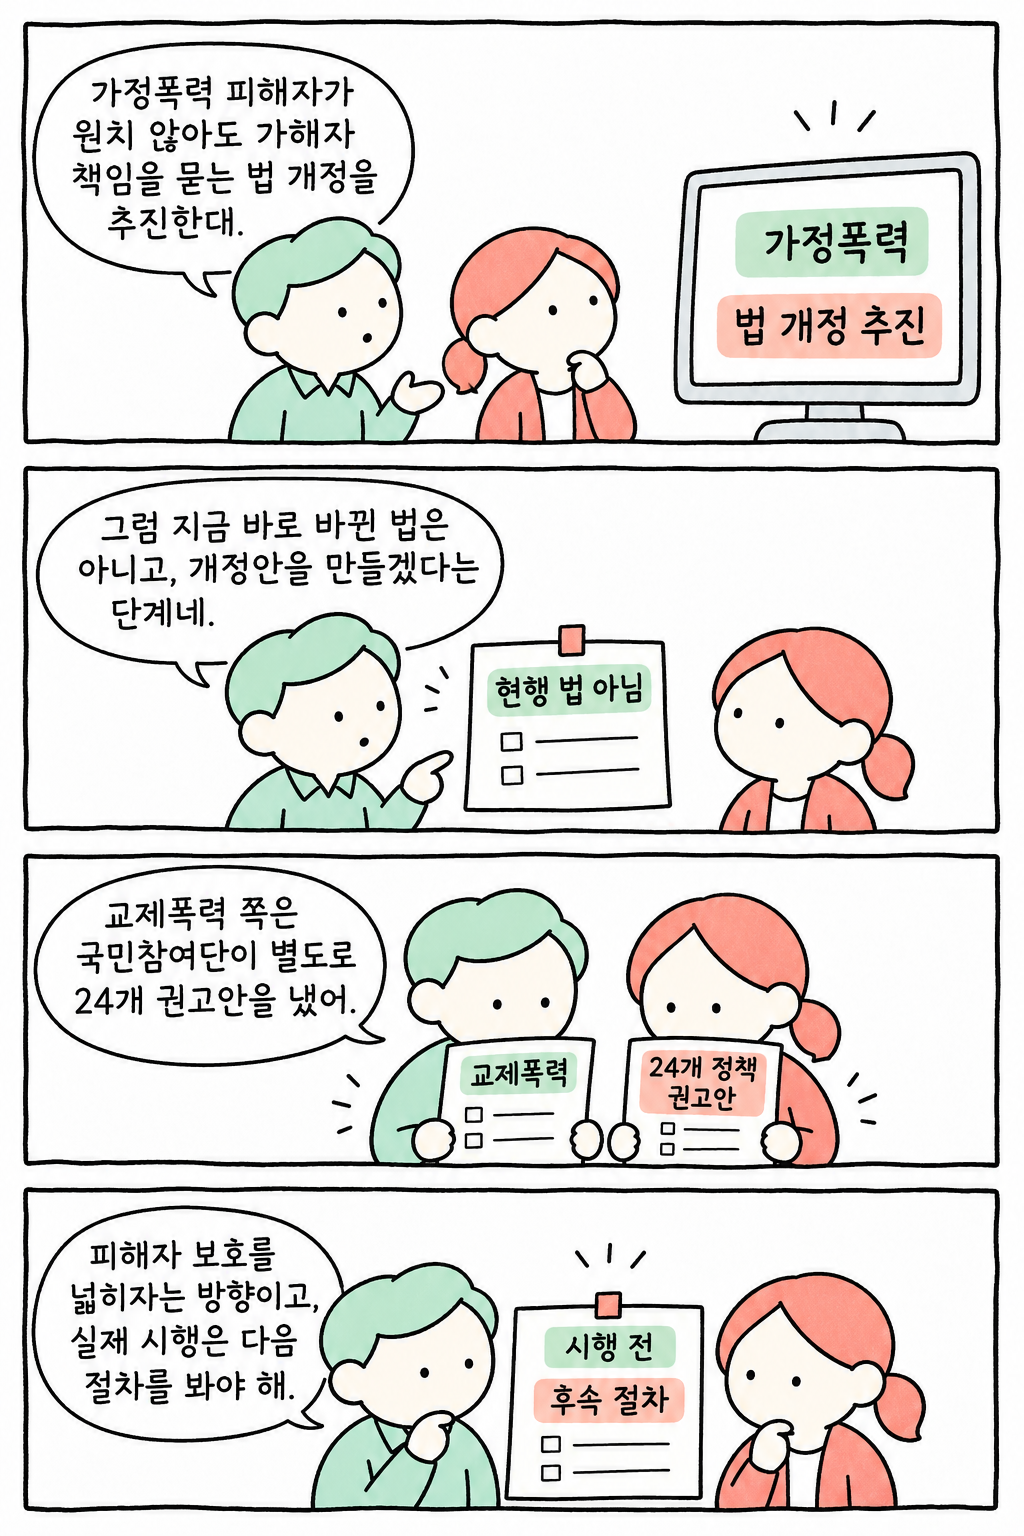 가정폭력 피해자가
원치 않아도 가해자
책임을 묻는 법 개정을
추진한대.
가정폭력
법 개정 추진
그럼 지금 바로 바뀐 법은
아니고, 개정안을 만들겠다는
단계네.
현행 법 아님
교제폭력 쪽은
국민참여단이 별도로
24개 권고안을 냈어.
교제폭력
24개 정책
권고안
피해자 보호를
넓히자는 방향이고,
실제 시행은 다음
절차를 봐야 해.
시행 전
후속 절차